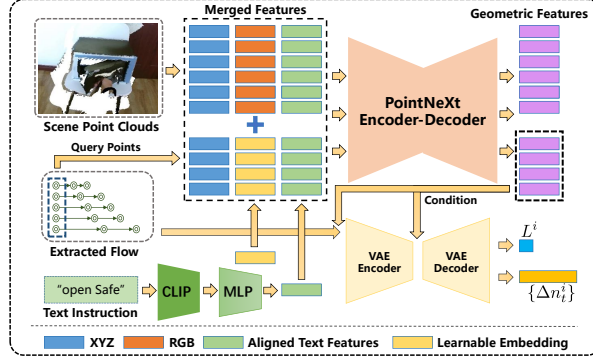 Merged Features
Geometric Features
Scene Point Clouds
+
PointNeXt
Encoder-Decoder
Query Points
Condition
Extracted Flow
VAE
Encoder
VAE
Decoder
L^i
{Δn_t^i}
"open Safe"
Text Instruction
CLIP
MLP
XYZ
RGB
Aligned Text Features
Learnable Embedding